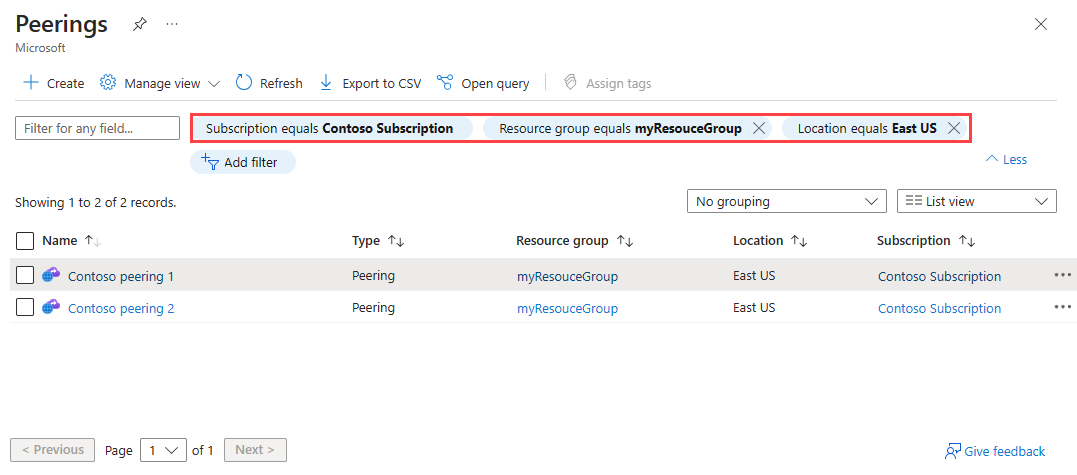 Peerings
Microsoft
Create Manage view Refresh Export to CSV Open query Assign tags
Filter for any field... Subscription equals Contoso Subscription Resource group equals myResouceGroup Location equals East US
Add filter Less
Showing 1 to 2 of 2 records. No grouping List view
Name Type Resource group Location Subscription
Contoso peering 1 Peering myResouceGroup East US Contoso Subscription
Contoso peering 2 Peering myResouceGroup East US Contoso Subscription
< Previous Page 1 of 1 Next > Give feedback